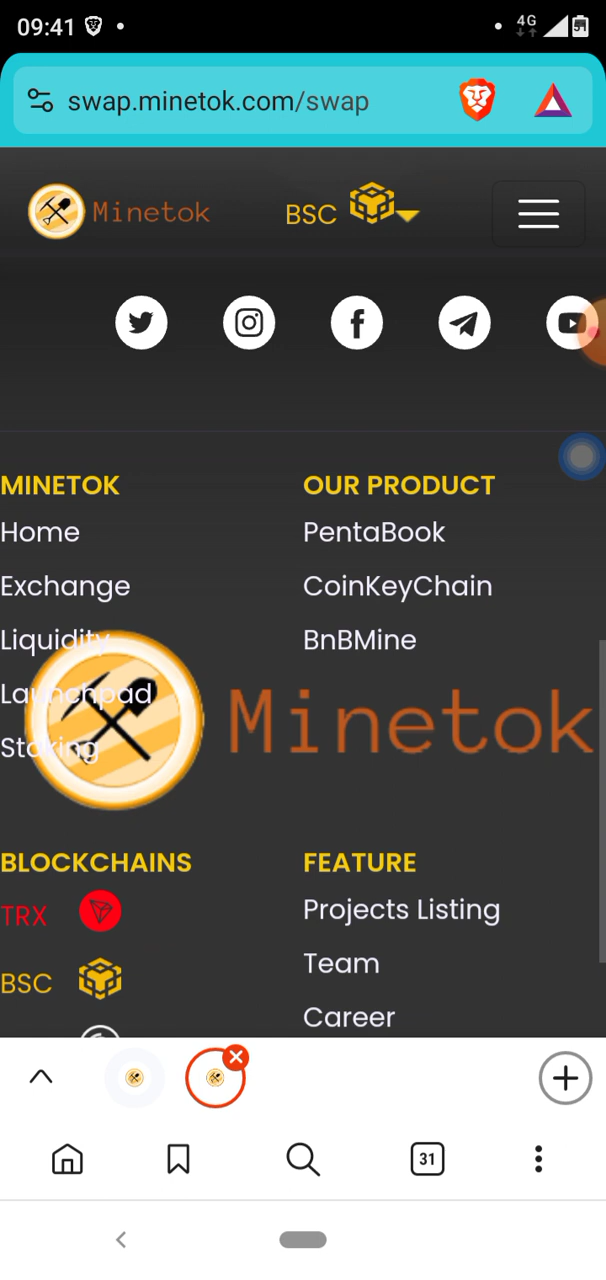 09:41
4G
swap.minetok.com/swap
Minetok
BSC
MINETOK
OUR PRODUCT
Home
PentaBook
Exchange
CoinKeyChain
Liquidity
BnBMine
Launchpad
Staking
Minetok
BLOCKCHAINS
FEATURE
TRX
Projects Listing
BSC
Team
Career
31